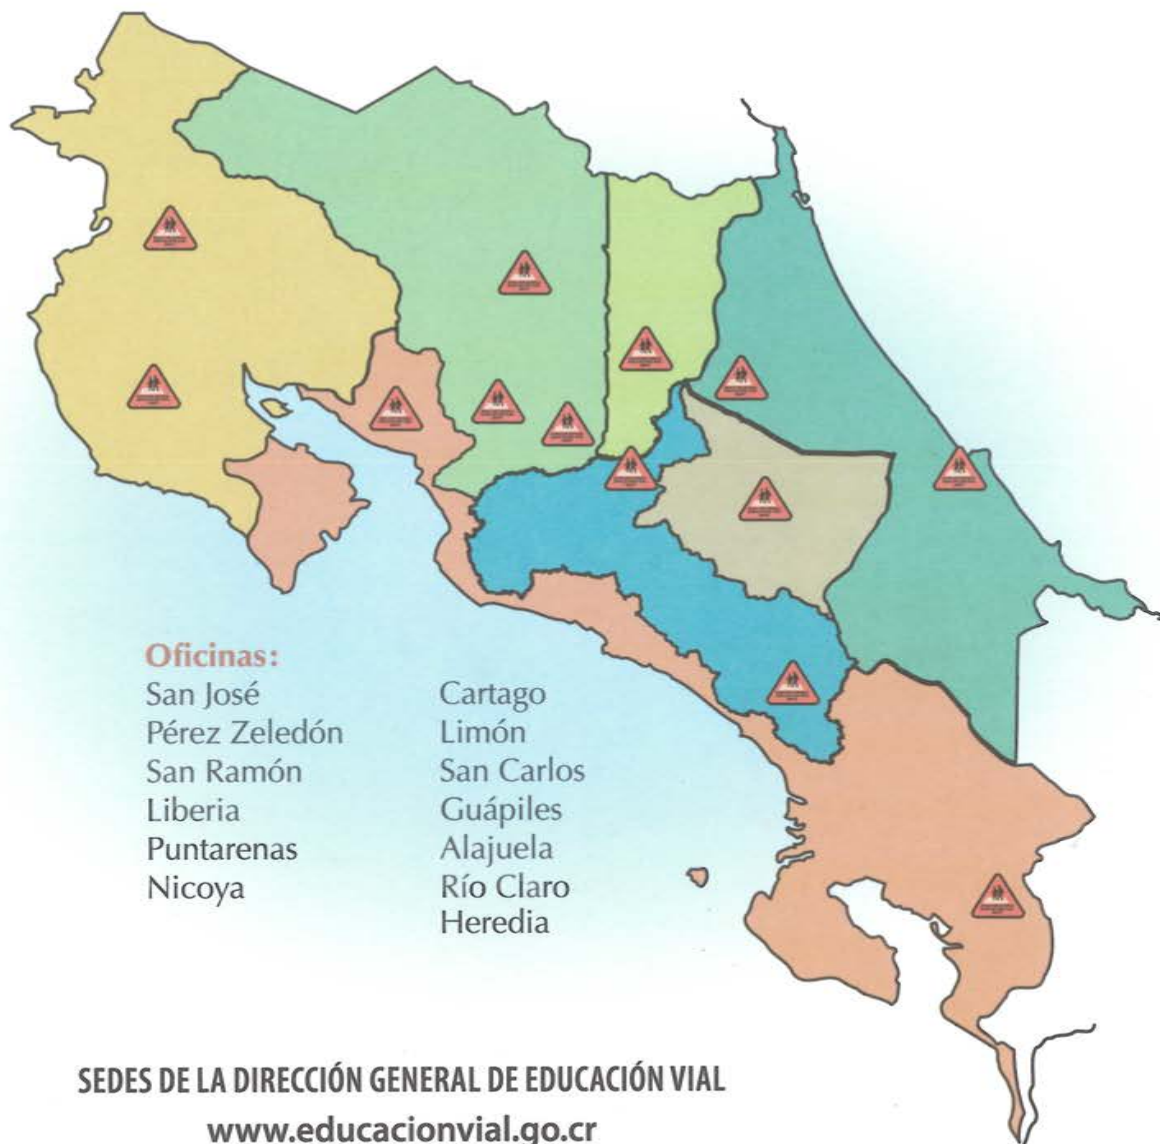 Oficinas:
San José
Pérez Zeledón
San Ramón
Liberia
Puntarenas
Nicoya
Cartago
Limón
San Carlos
Guápiles
Alajuela
Río Claro
Heredia
SEDES DE LA DIRECCIÓN GENERAL DE EDUCACIÓN VIAL
www.educacionvial.go.cr